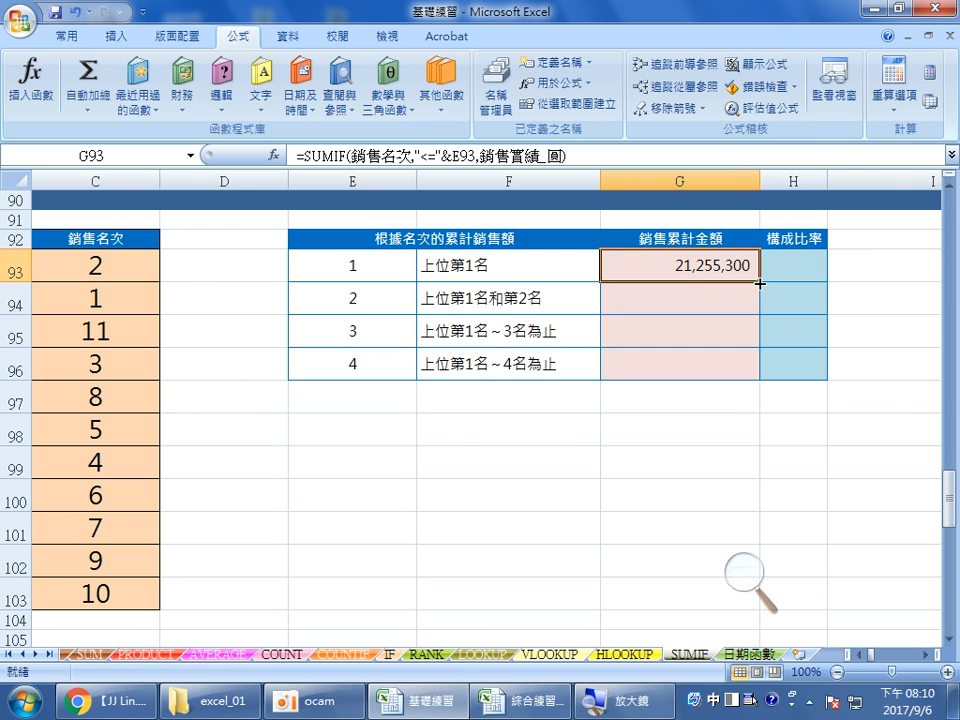 基礎練習 - Microsoft Excel
常用 插入 版面配置 公式 資料 校閱 檢視 Acrobat
fx Σ ? A θ
插入函數 自動加總 最近用過的函數 財務 邏輯 文字 日期及時間 查閱與參照 數學與三角函數 其他函數
函數程式庫
名稱管理員 定義名稱 用於公式 從選取範圍建立
已定義之名稱
追蹤前導參照 顯示公式
追蹤從屬參照 錯誤檢查
移除箭號 評估值公式
公式稽核
監看視窗
重算選項
計算
G93 fx =SUMIF(銷售名次,"<="&E93,銷售實績_圓)
C D E F G H I
90
91
92 銷售名次 根據名次的累計銷售額 銷售累計金額 構成比率
93 2 1 上位第1名 21,255,300
94 1 2 上位第1名和第2名
95 11 3 上位第1名～3名為止
96 3 4 上位第1名～4名為止
97 8
98 5
99 4
100 6
101 7
102 9
103 10
104
105
SUM PRODUCT AVERAGE COUNT COUNTIF IF RANK LOOKUP VLOOKUP HLOOKUP SUMIF 日期函數
就緒 100%
【JJ Lin.... excel_01 ocam 基礎練習 綜合練習... 放大鏡 中 下午 08:10
2017/9/6